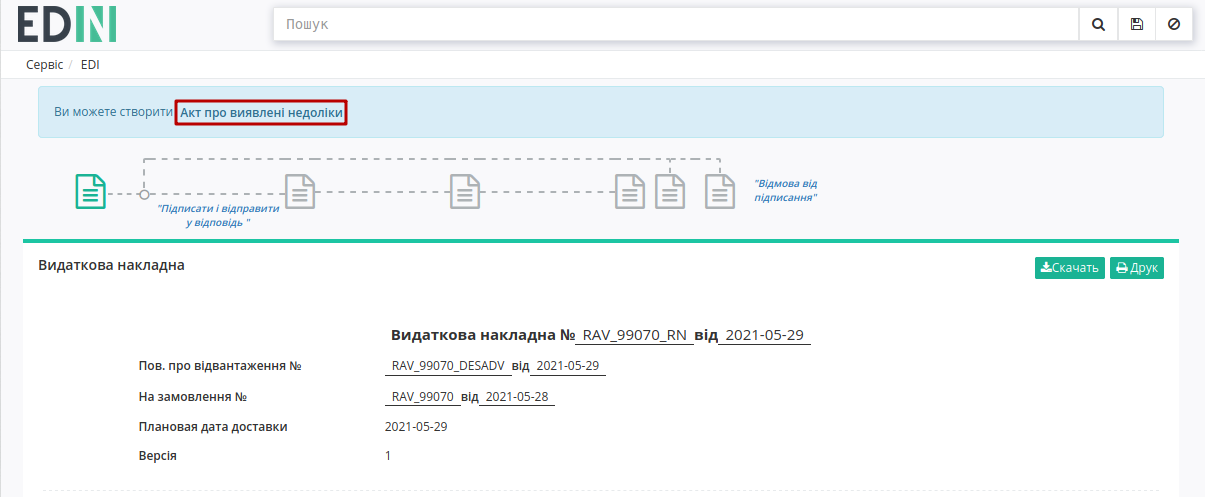 EDIN
Пошук
Сервіс / EDI
Ви можете створити Акт про виявлені недоліки
"Підписати і відправити
у відповідь "
"Відмова від
підписання"
Видаткова накладна
Скачать
Друк
Видаткова накладна № RAV_99070_RN від 2021-05-29
Пов. про відвантаження № RAV_99070_DESADV від 2021-05-29
На замовлення № RAV_99070 від 2021-05-28
Плановая дата доставки 2021-05-29
Версія 1